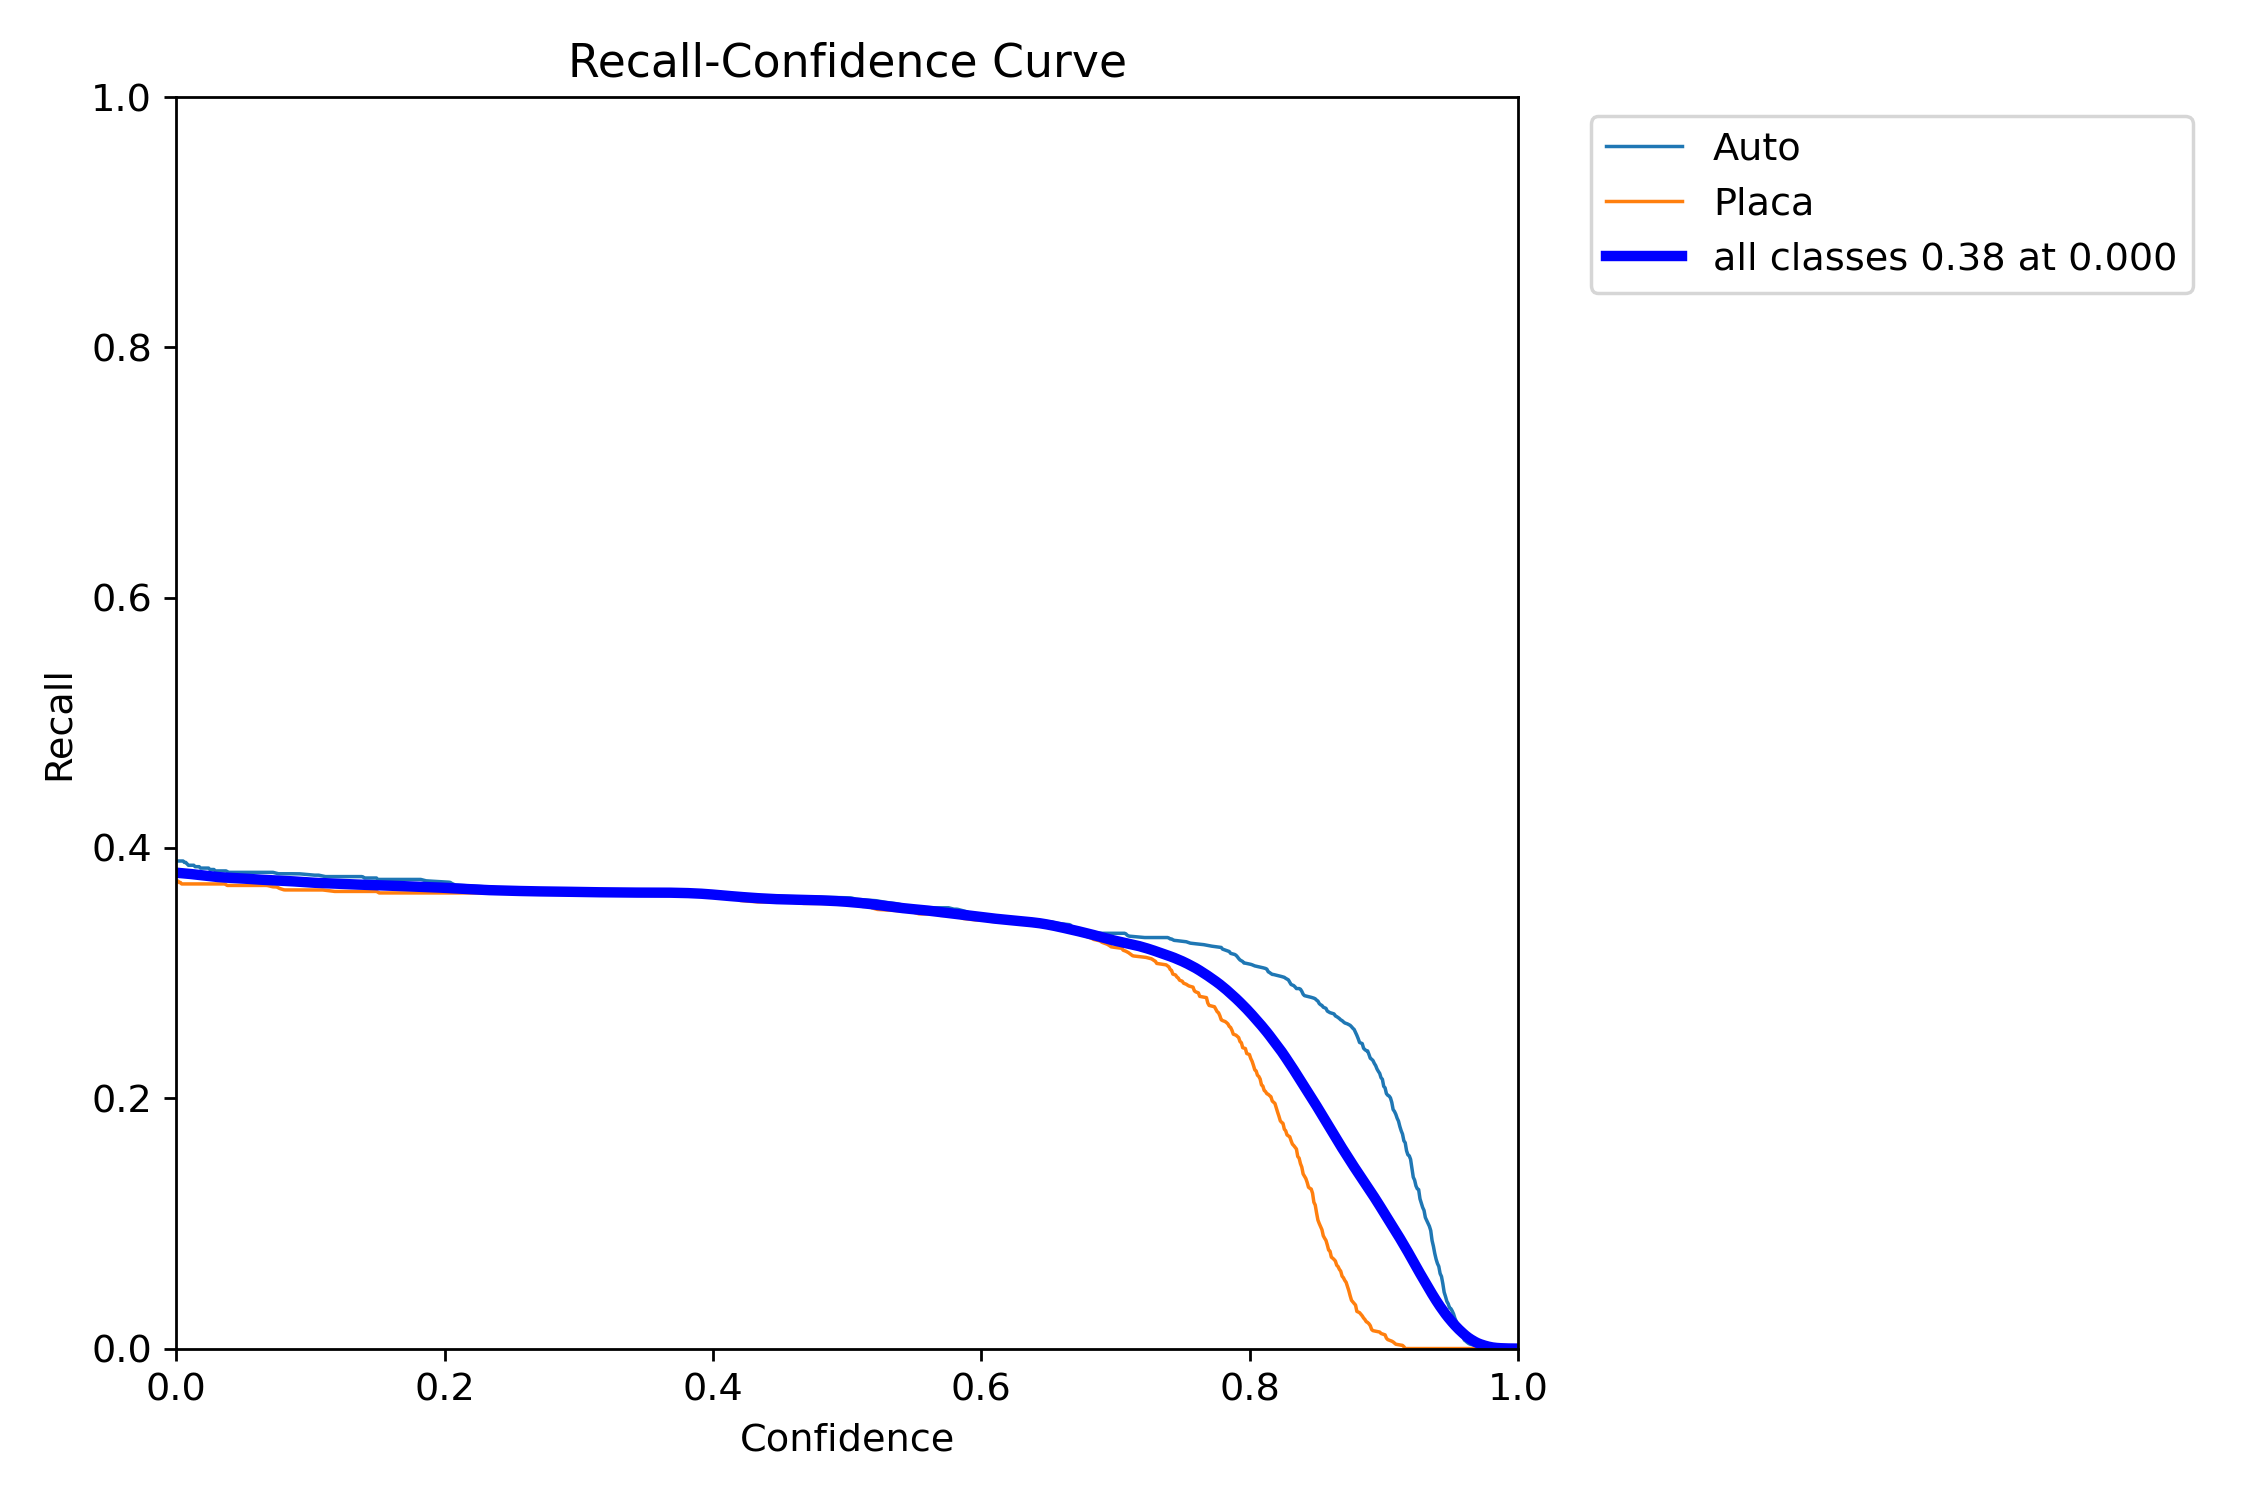 Recall-Confidence Curve
1.0
0.8
0.6
0.4
0.2
0.0
Recall
0.0 0.2 0.4 0.6 0.8 1.0
Confidence
Auto
Placa
all classes 0.38 at 0.000